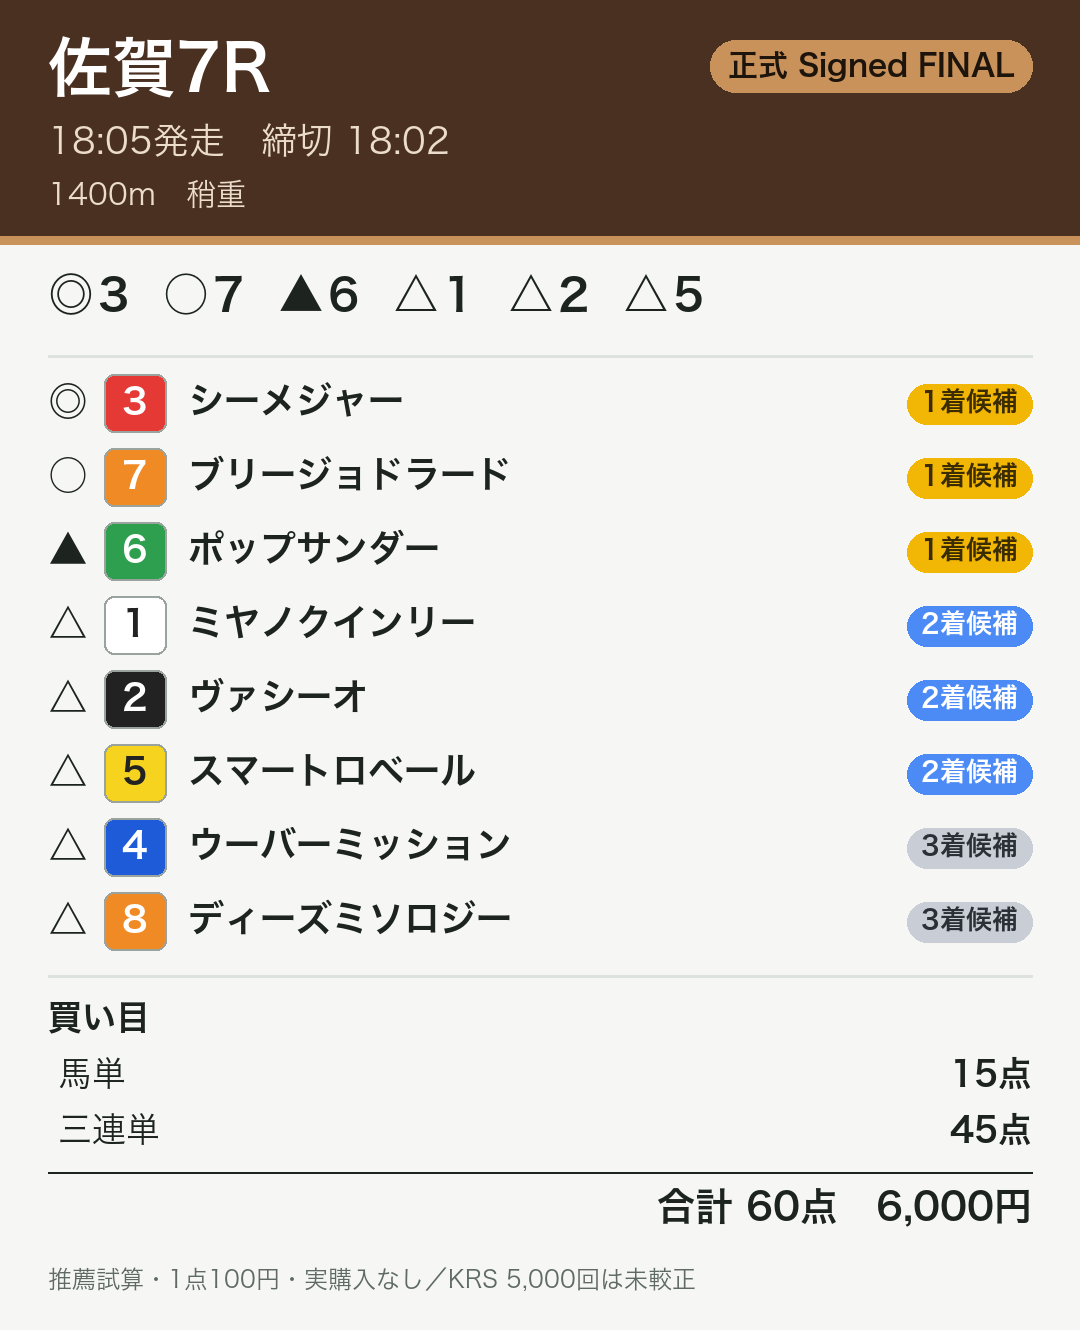 佐賀7R
正式 Signed FINAL
18:05発走　締切 18:02
1400m　稍重
◎3 ○7 ▲6 △1 △2 △5
◎ 3 シーメジャー 1着候補
○ 7 ブリージョドラード 1着候補
▲ 6 ポップサンダー 1着候補
△ 1 ミヤノクインリー 2着候補
△ 2 ヴァシーオ 2着候補
△ 5 スマートロベール 2着候補
△ 4 ウーバーミッション 3着候補
△ 8 ディーズミソロジー 3着候補
買い目
馬単 15点
三連単 45点
合計 60点　6,000円
推薦試算・1点100円・実購入なし／KRS 5,000回は未較正